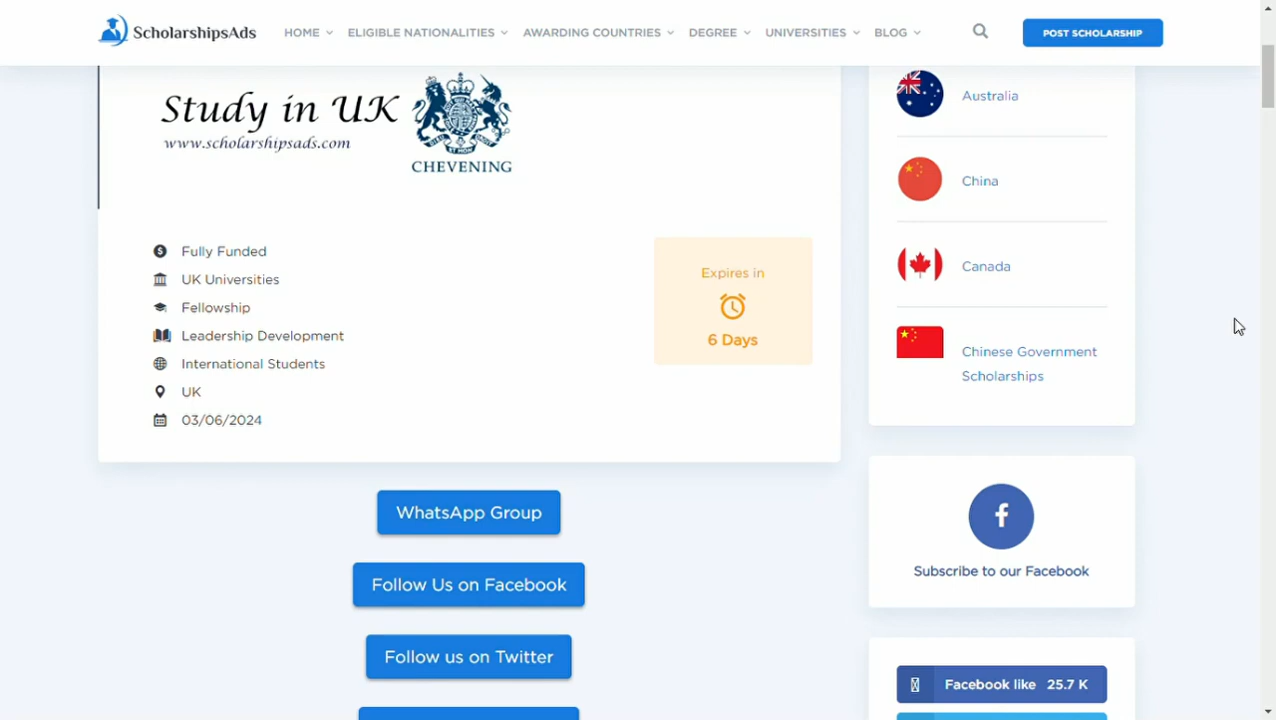 ScholarshipsAds
HOME
ELIGIBLE NATIONALITIES
AWARDING COUNTRIES
DEGREE
UNIVERSITIES
BLOG
POST SCHOLARSHIP
Study in UK
www.scholarshipsads.com
CHEVENING
Fully Funded
UK Universities
Fellowship
Leadership Development
International Students
UK
03/06/2024
Expires in
6 Days
WhatsApp Group
Follow Us on Facebook
Follow us on Twitter
Australia
China
Canada
Chinese Government
Scholarships
Subscribe to our Facebook
Facebook like 25.7 K